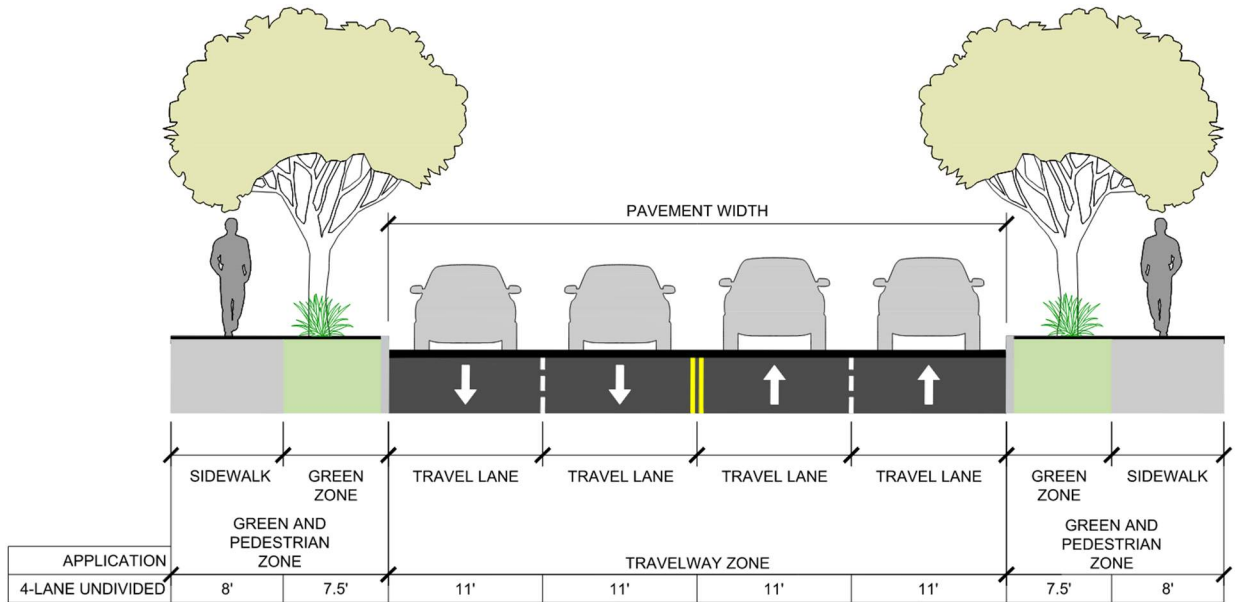 PAVEMENT WIDTH
SIDEWALK
GREEN
ZONE
TRAVEL LANE
TRAVEL LANE
TRAVEL LANE
TRAVEL LANE
GREEN
ZONE
SIDEWALK
GREEN AND
PEDESTRIAN
ZONE
TRAVELWAY ZONE
GREEN AND
PEDESTRIAN
ZONE
APPLICATION
4-LANE UNDIVIDED 8' 7.5' 11' 11' 11' 11' 7.5' 8'